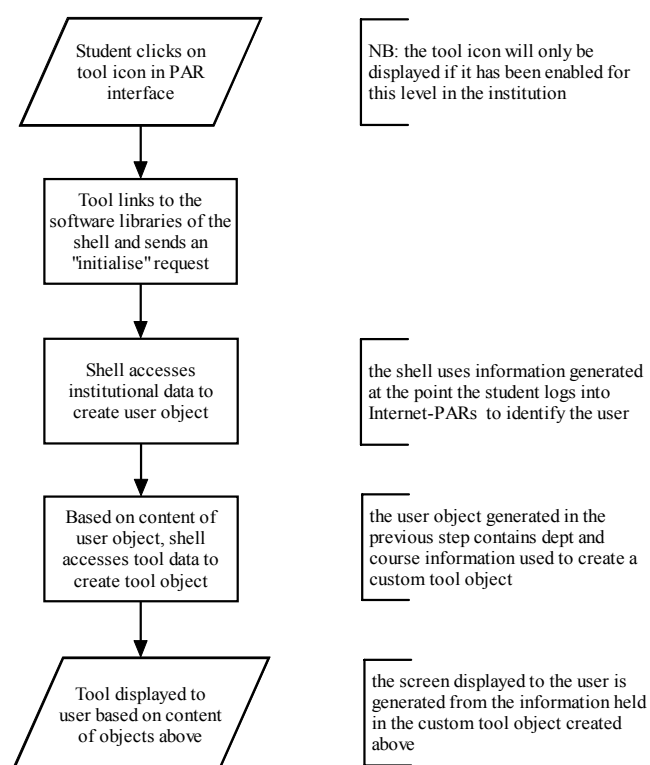 Student clicks on
tool icon in PAR
interface
NB: the tool icon will only be
displayed if it has been enabled for
this level in the institution
Tool links to the
software libraries of the
shell and sends an
"initialise" request
Shell accesses
institutional data to
create user object
the shell uses information generated
at the point the student logs into
Internet-PARs to identify the user
Based on content of
user object, shell
accesses tool data to
create tool object
the user object generated in the
previous step contains dept and
course information used to create a
custom tool object
Tool displayed to
user based on content
of objects above
the screen displayed to the user is
generated from the information held
in the custom tool object created
above